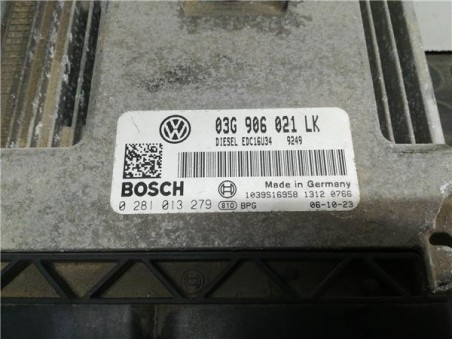 03G 906 021 LK
DIESEL EDC16U34 9249
BOSCH
Made in Germany
1039S16958 1312 0766
0 281 013 279 810 BPG 06-10-23